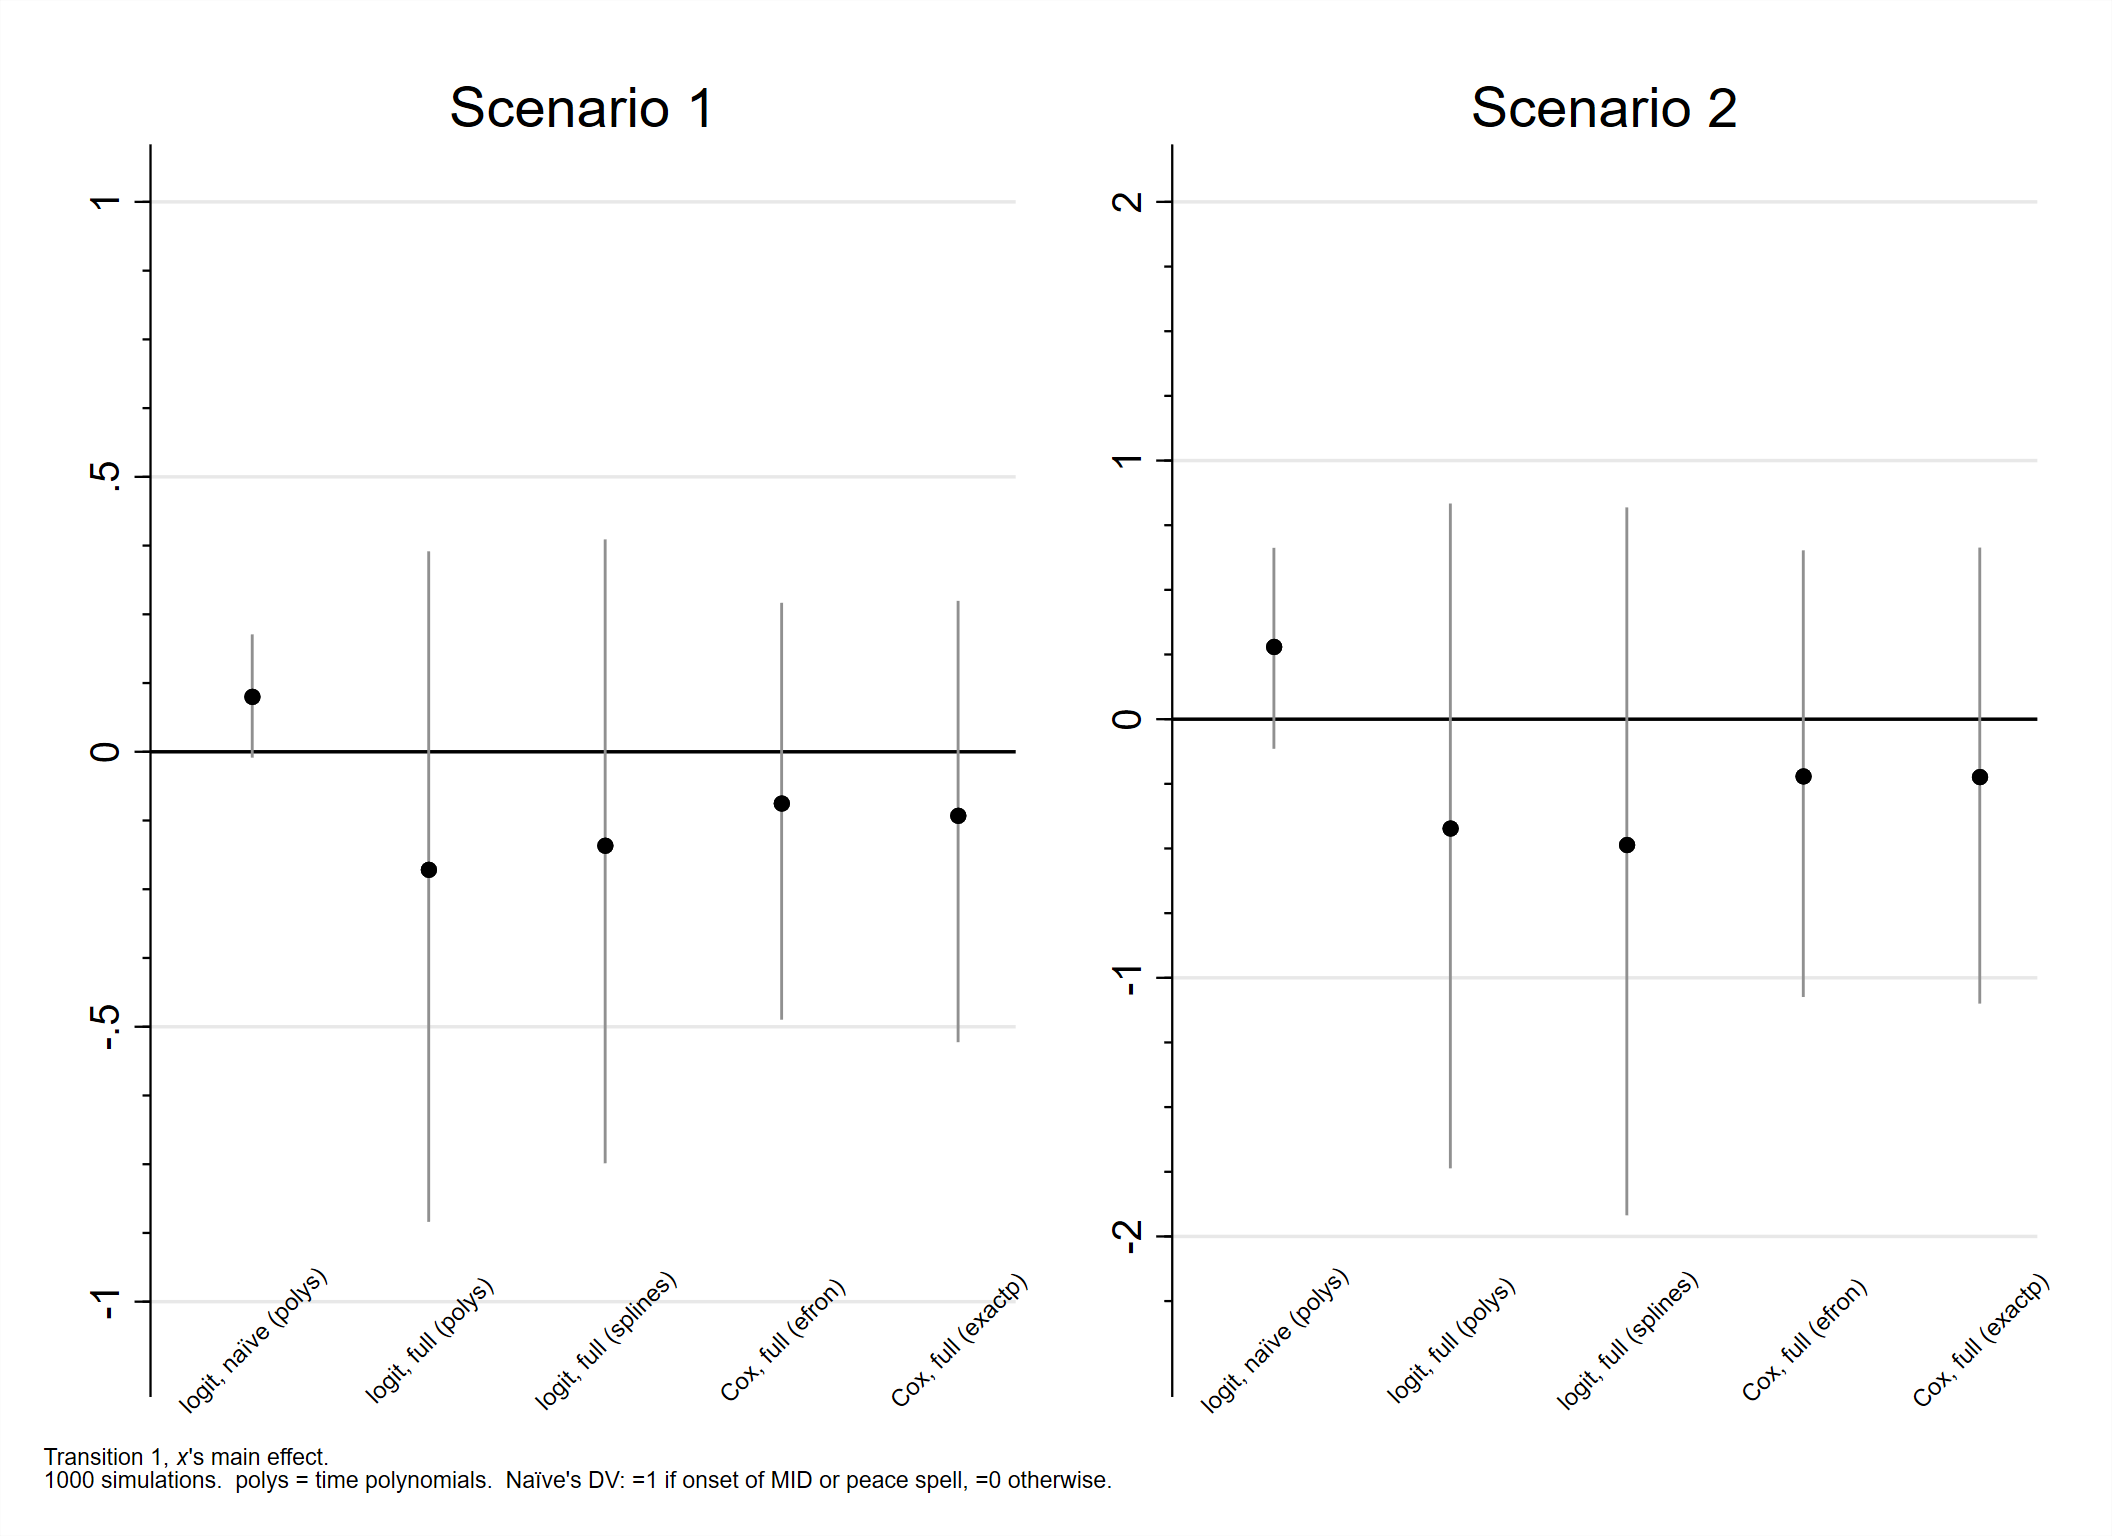 Scenario 1
1
.5
0
-.5
-1
logit, naïve (polys)
logit, full (polys)
logit, full (splines)
Cox, full (efron)
Cox, full (exactp)
Scenario 2
2
1
0
-1
-2
logit, naïve (polys)
logit, full (polys)
logit, full (splines)
Cox, full (efron)
Cox, full (exactp)
Transition 1, x's main effect.
1000 simulations.  polys = time polynomials.  Naïve's DV: =1 if onset of MID or peace spell, =0 otherwise.